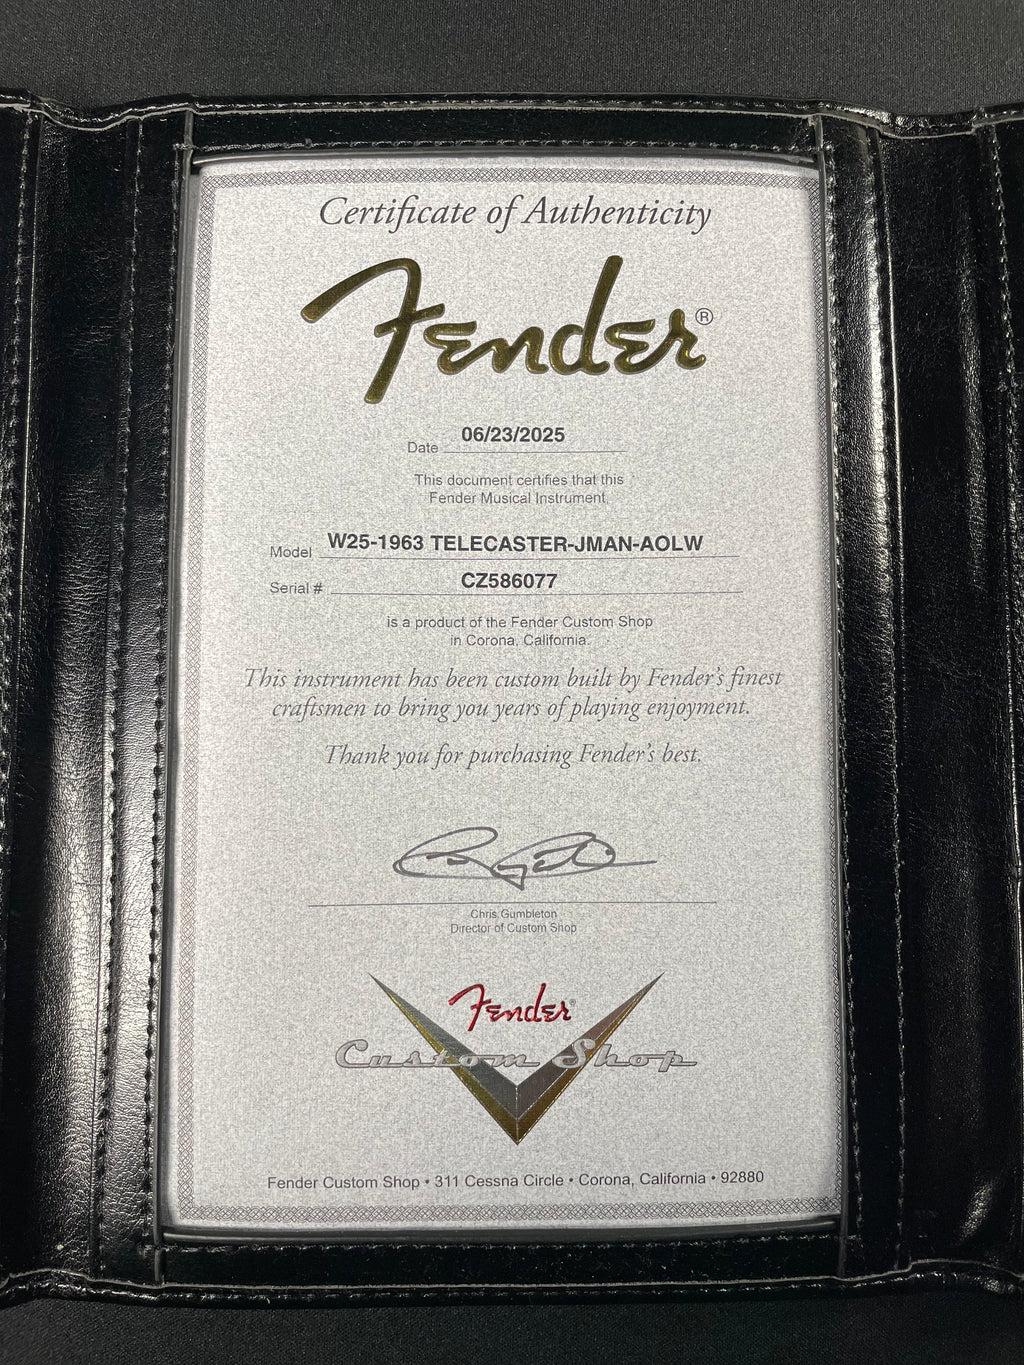 Certificate of Authenticity
Fender®
Date 06/23/2025
This document certifies that this
Fender Musical Instrument,
Model W25-1963 TELECASTER-JMAN-AOLW
Serial # CZ586077
is a product of the Fender Custom Shop
in Corona, California.
This instrument has been custom built by Fender's finest
craftsmen to bring you years of playing enjoyment.
Thank you for purchasing Fender's best.
Chris Gumbleton
Director of Custom Shop
Fender®
Custom Shop
Fender Custom Shop • 311 Cessna Circle • Corona, California • 92880